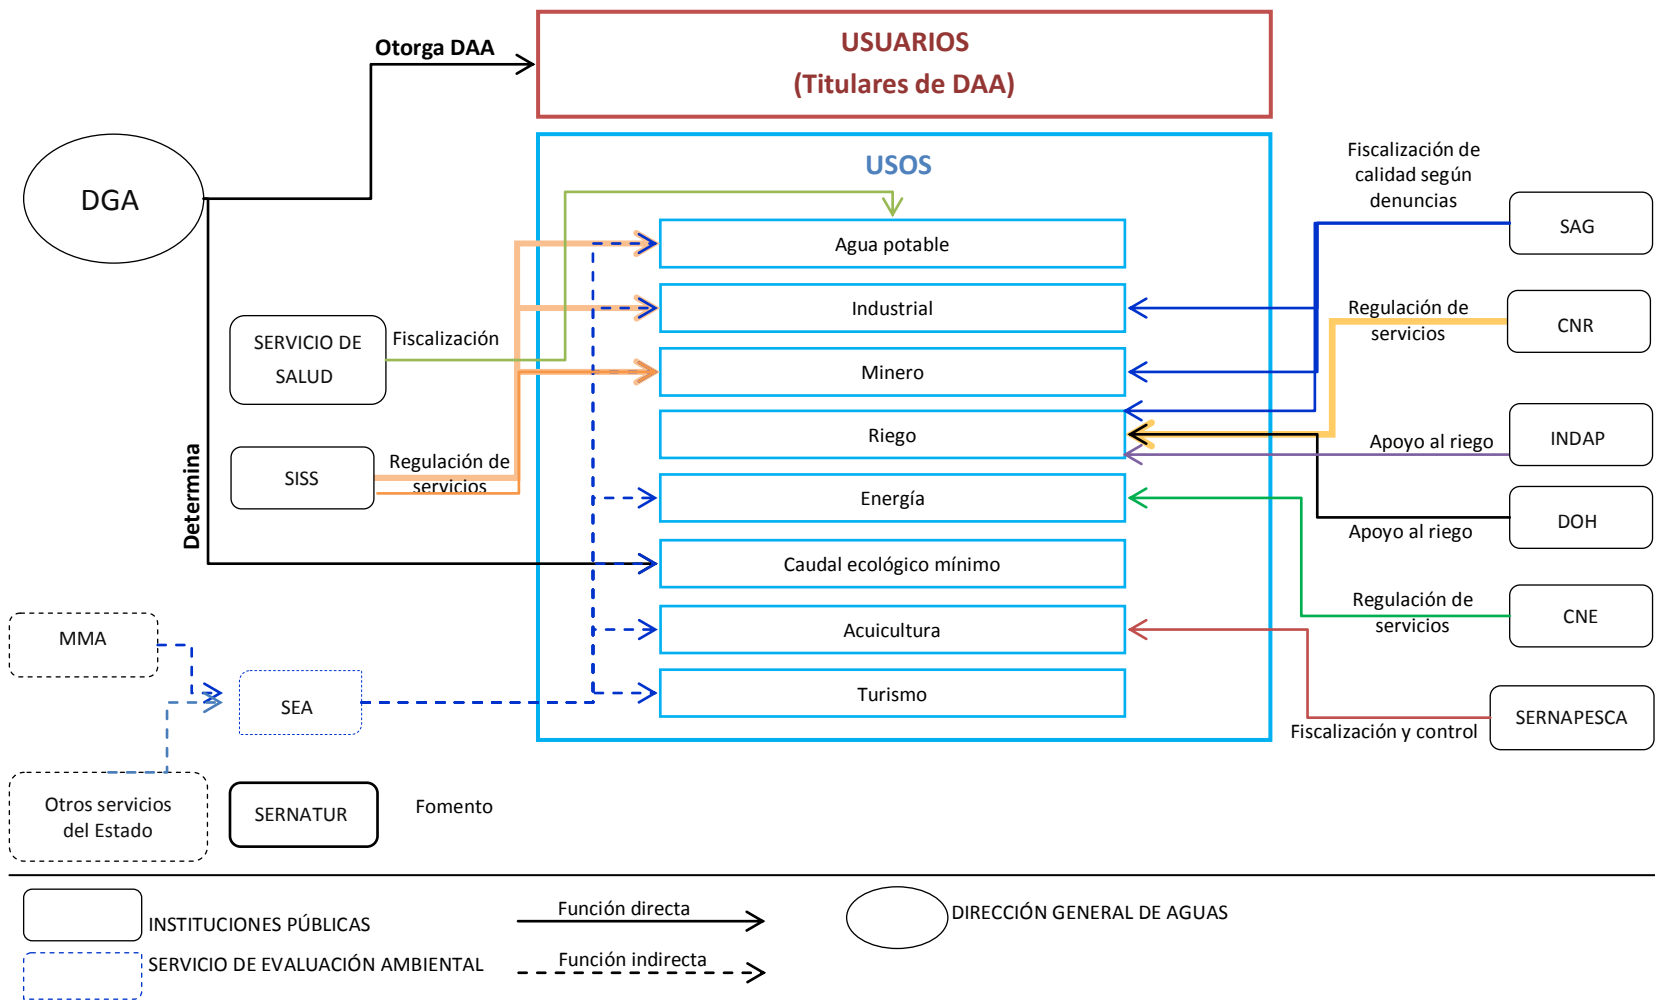 Otorga DAA
USUARIOS
(Titulares de DAA)
DGA
USOS
Fiscalización de
calidad según
denuncias
SAG
Agua potable
Industrial
Regulación de
servicios
CNR
SERVICIO DE
SALUD
Fiscalización
Minero
Riego
Apoyo al riego
INDAP
SISS
Regulación de
servicios
Determina
Energía
Apoyo al riego
DOH
Caudal ecológico mínimo
Regulación de
servicios
CNE
MMA
Acuicultura
SEA
Turismo
Fiscalización y control
SERNAPESCA
Otros servicios
del Estado
SERNATUR
Fomento
INSTITUCIONES PÚBLICAS
Función directa
DIRECCIÓN GENERAL DE AGUAS
SERVICIO DE EVALUACIÓN AMBIENTAL
Función indirecta